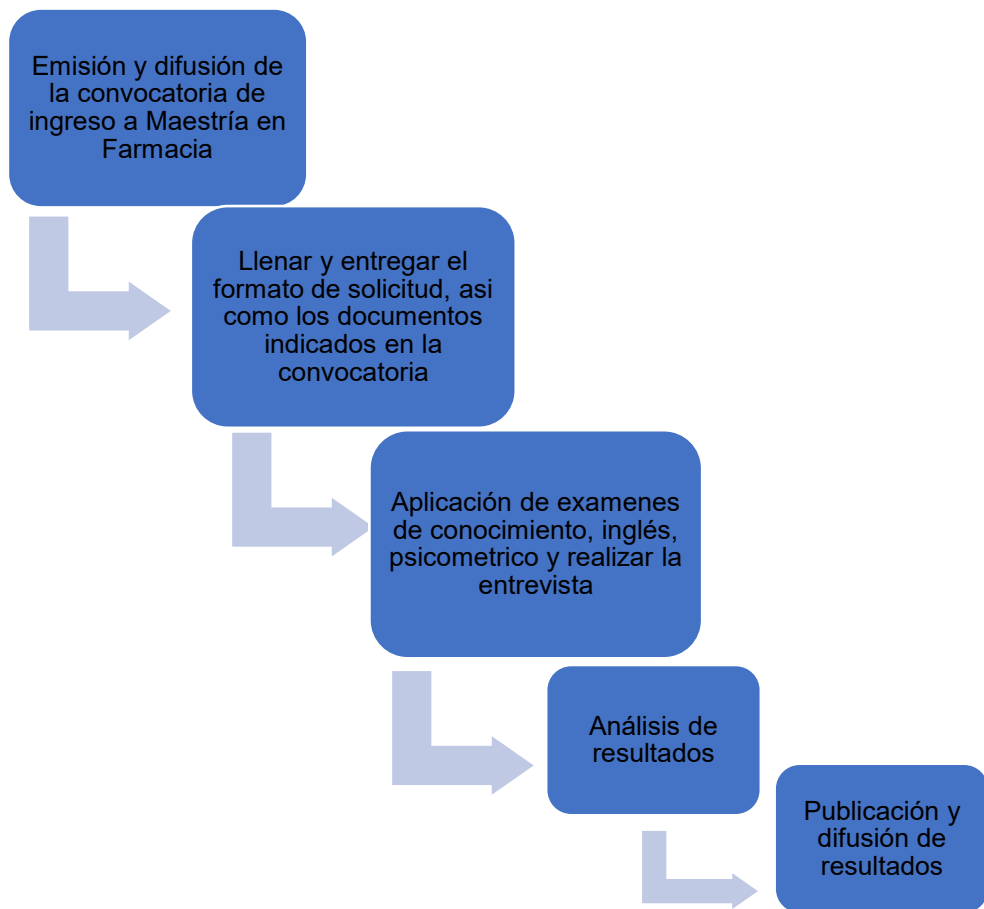 Emisión y difusión de
la convocatoria de
ingreso a Maestría en
Farmacia
Llenar y entregar el
formato de solicitud, asi
como los documentos
indicados en la
convocatoria
Aplicación de examenes
de conocimiento, inglés,
psicometrico y realizar la
entrevista
Análisis de
resultados
Publicación y
difusión de
resultados